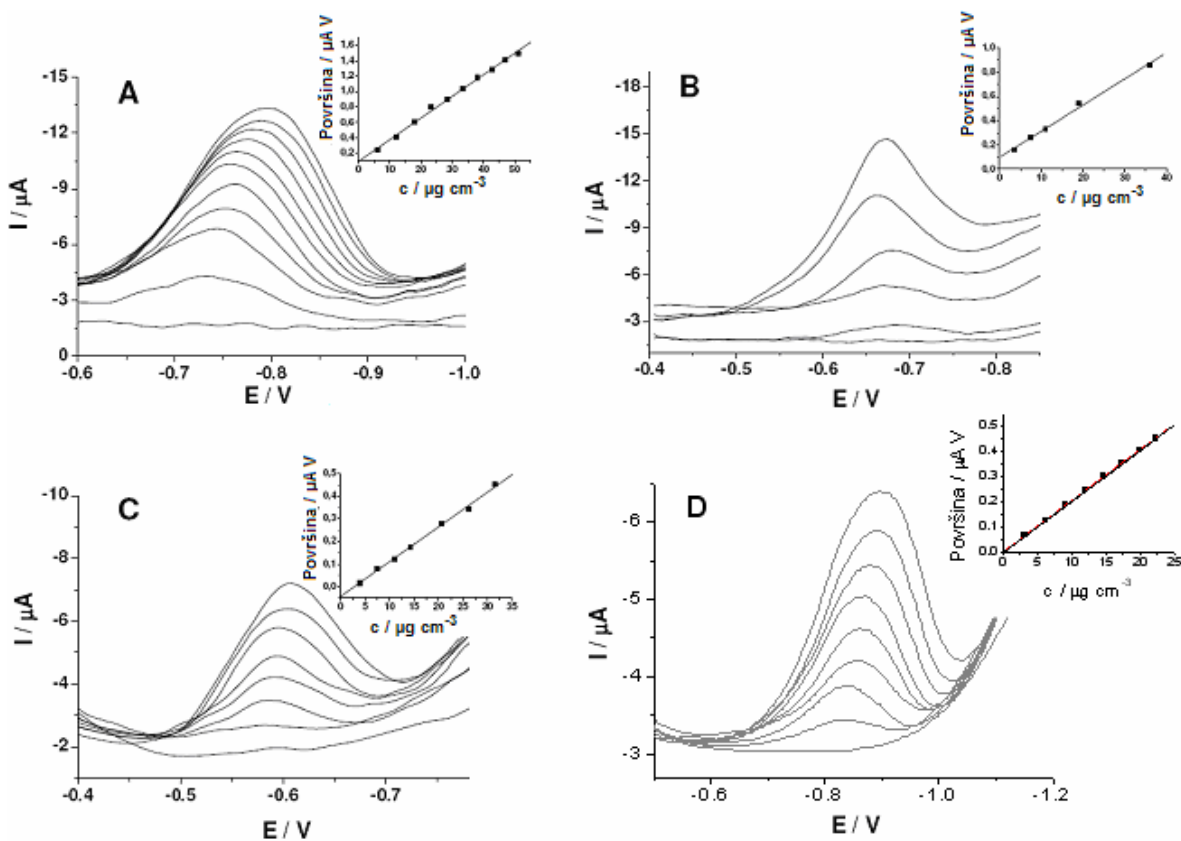 A
I / µA
-15
-12
-9
-6
-3
0
-0.6
-0.7
-0.8
-0.9
-1.0
E / V
Površina / µA V
1,6
1,4
1,2
1,0
0,8
0,6
0,4
0,2
0 10 20 30 40 50
c / µg cm⁻³
B
I / µA
-18
-15
-12
-9
-6
-3
-0.4
-0.5
-0.6
-0.7
-0.8
E / V
Površina / µA V
1,0
0,8
0,6
0,4
0,2
0,0
0 10 20 30 40
c / µg cm⁻³
C
I / µA
-10
-8
-6
-4
-2
-0.4
-0.5
-0.6
-0.7
E / V
Površina / µA V
0,5
0,4
0,3
0,2
0,1
0,0
0 5 10 15 20 25 30 35
c / µg cm⁻³
D
I / µA
-6
-5
-4
-3
-0.6
-0.8
-1.0
-1.2
E / V
Površina / µA V
0.5
0.4
0.3
0.2
0.1
0.0
0 5 10 15 20 25
c / µg cm⁻³